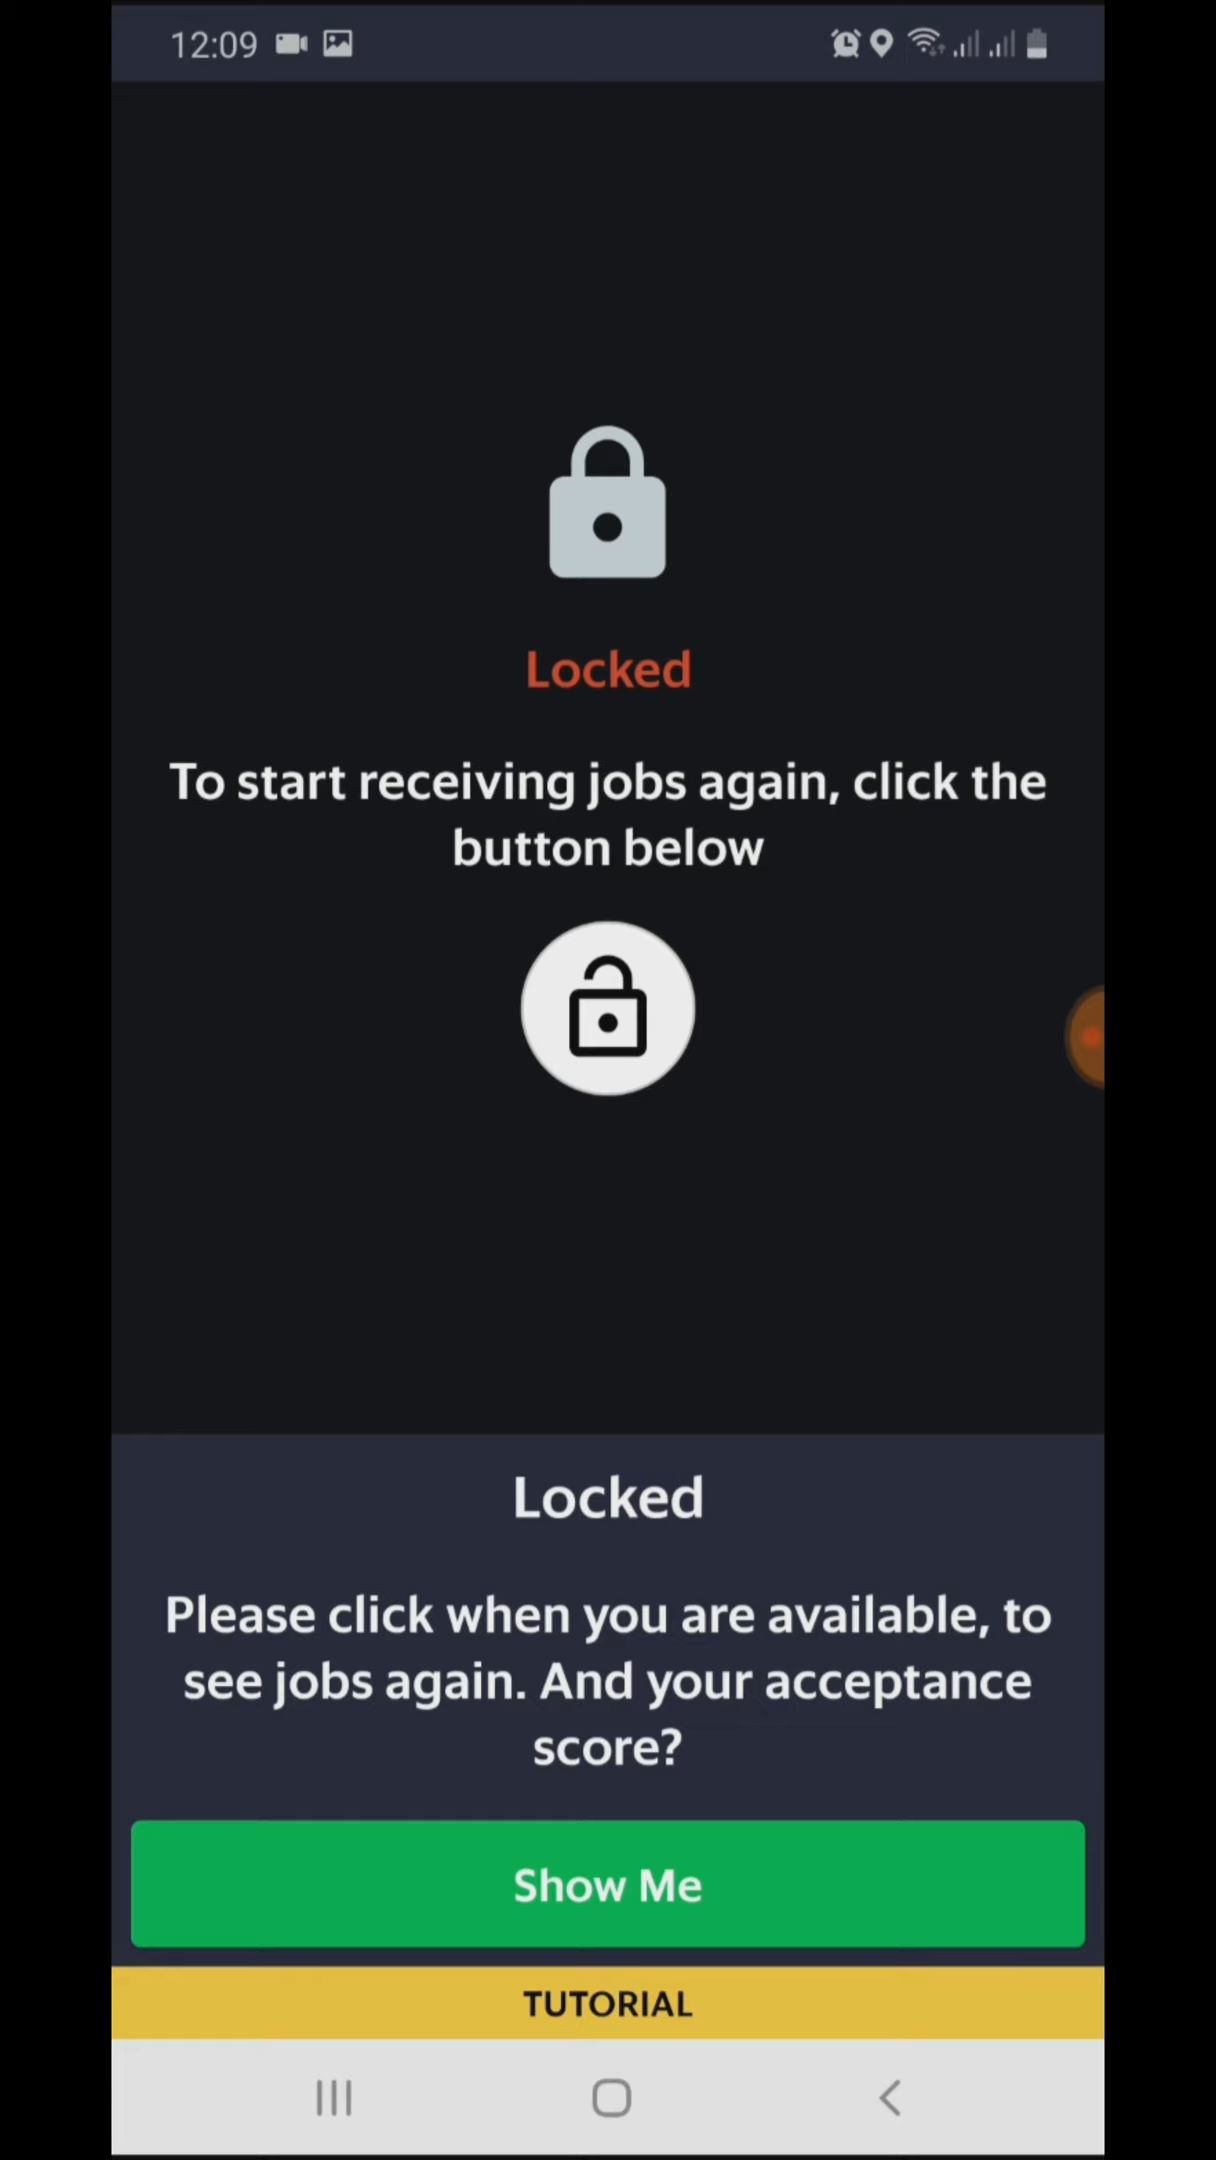 12:09
Locked
To start receiving jobs again, click the
button below
Locked
Please click when you are available, to
see jobs again. And your acceptance
score?
Show Me
TUTORIAL